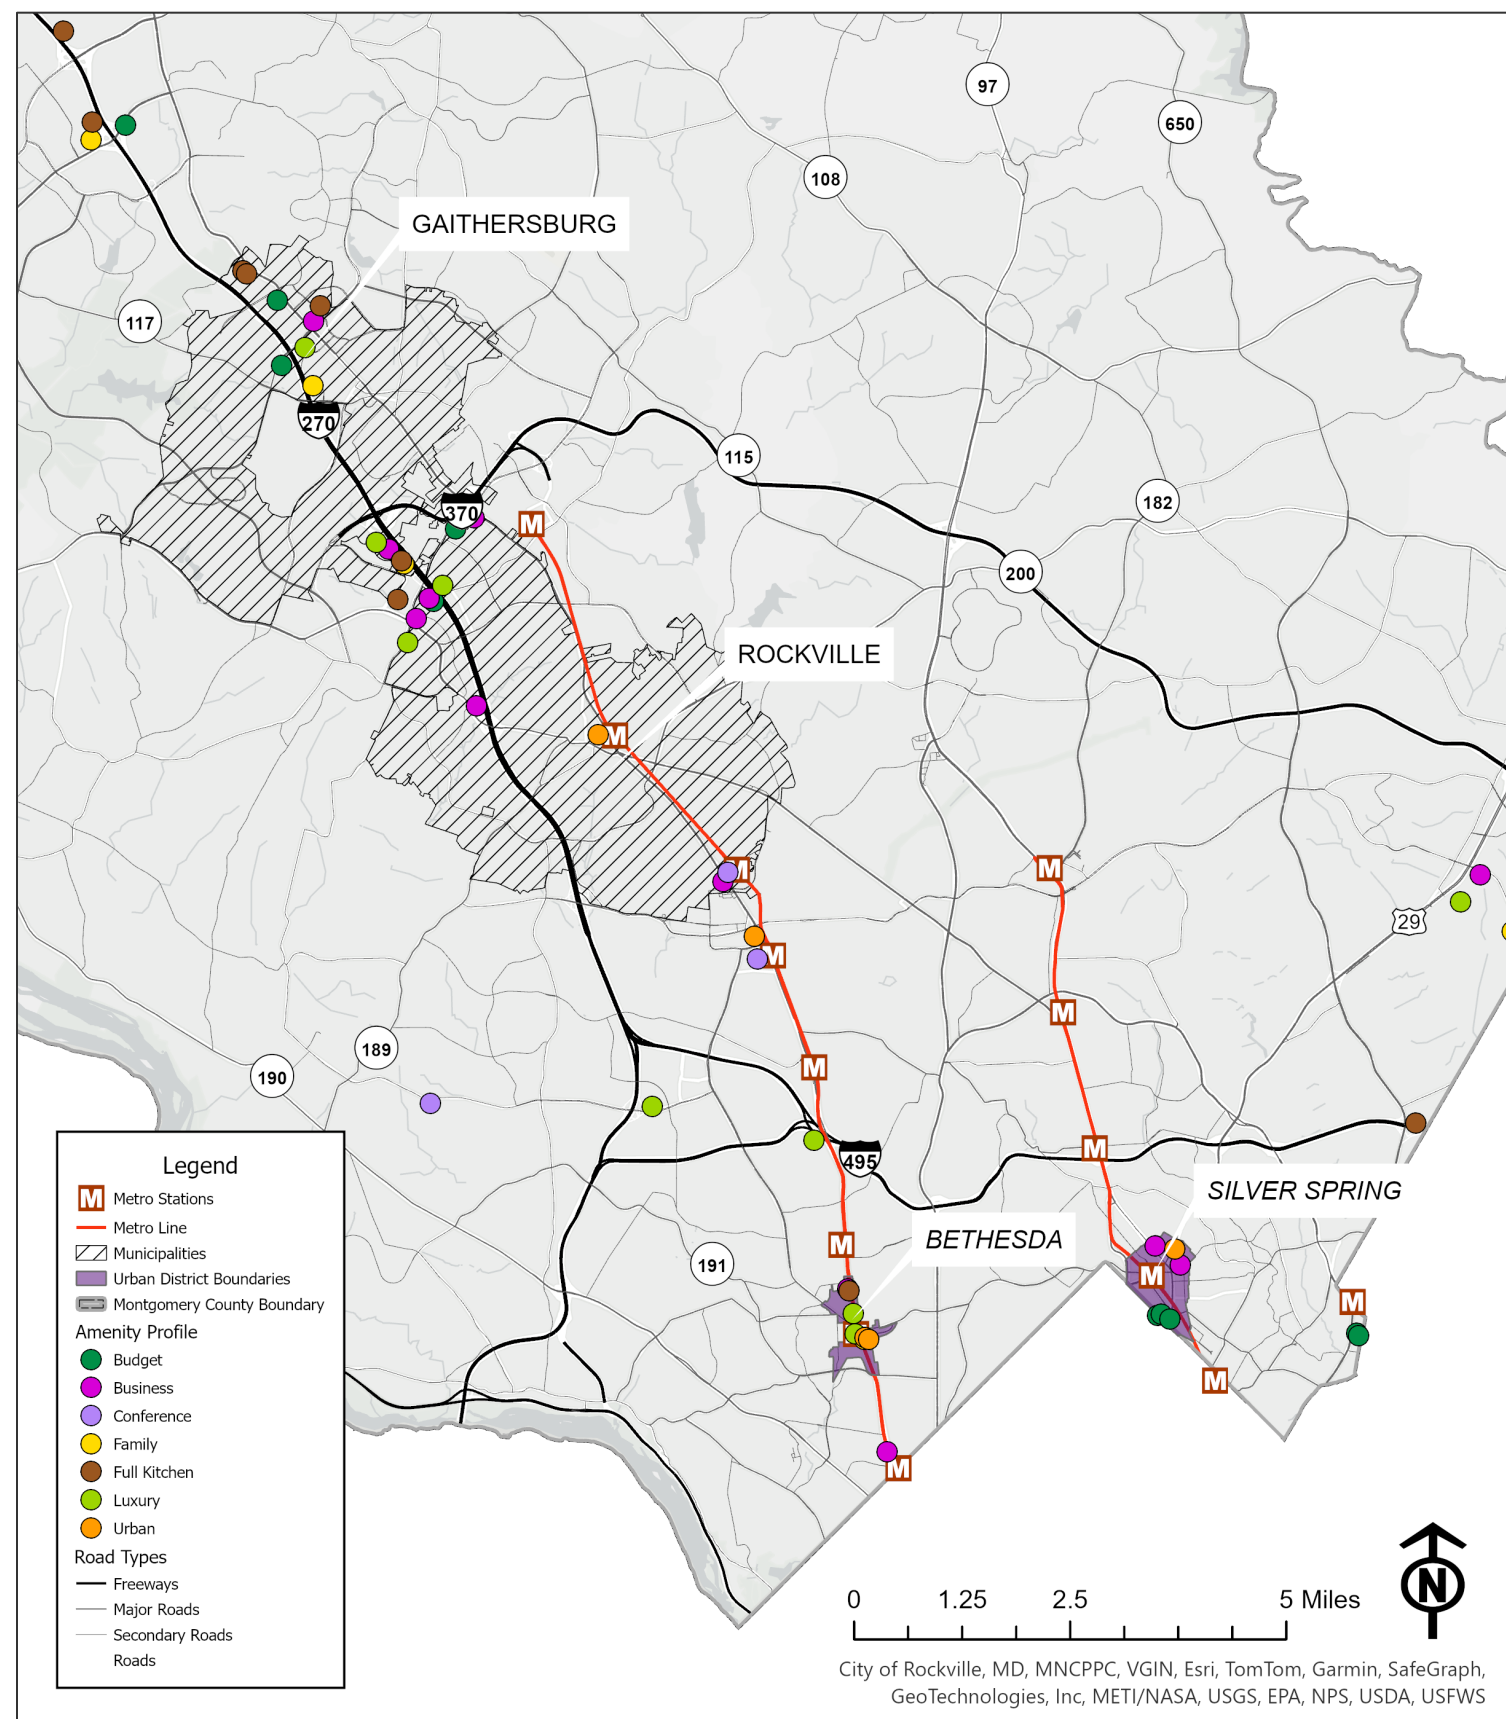 97
650
108
GAITHERSBURG
117
270
115
370
M
182
200
ROCKVILLE
M
M
M
29
M
M
189
190
M
M
495
SILVER SPRING
BETHESDA
191
M
M
M
M
M
Legend
M Metro Stations
Metro Line
Municipalities
Urban District Boundaries
Montgomery County Boundary
Amenity Profile
Budget
Business
Conference
Family
Full Kitchen
Luxury
Urban
Road Types
Freeways
Major Roads
Secondary Roads
Roads
N
0 1.25 2.5 5 Miles
City of Rockville, MD, MNCPPC, VGIN, Esri, TomTom, Garmin, SafeGraph,
GeoTechnologies, Inc, METI/NASA, USGS, EPA, NPS, USDA, USFWS